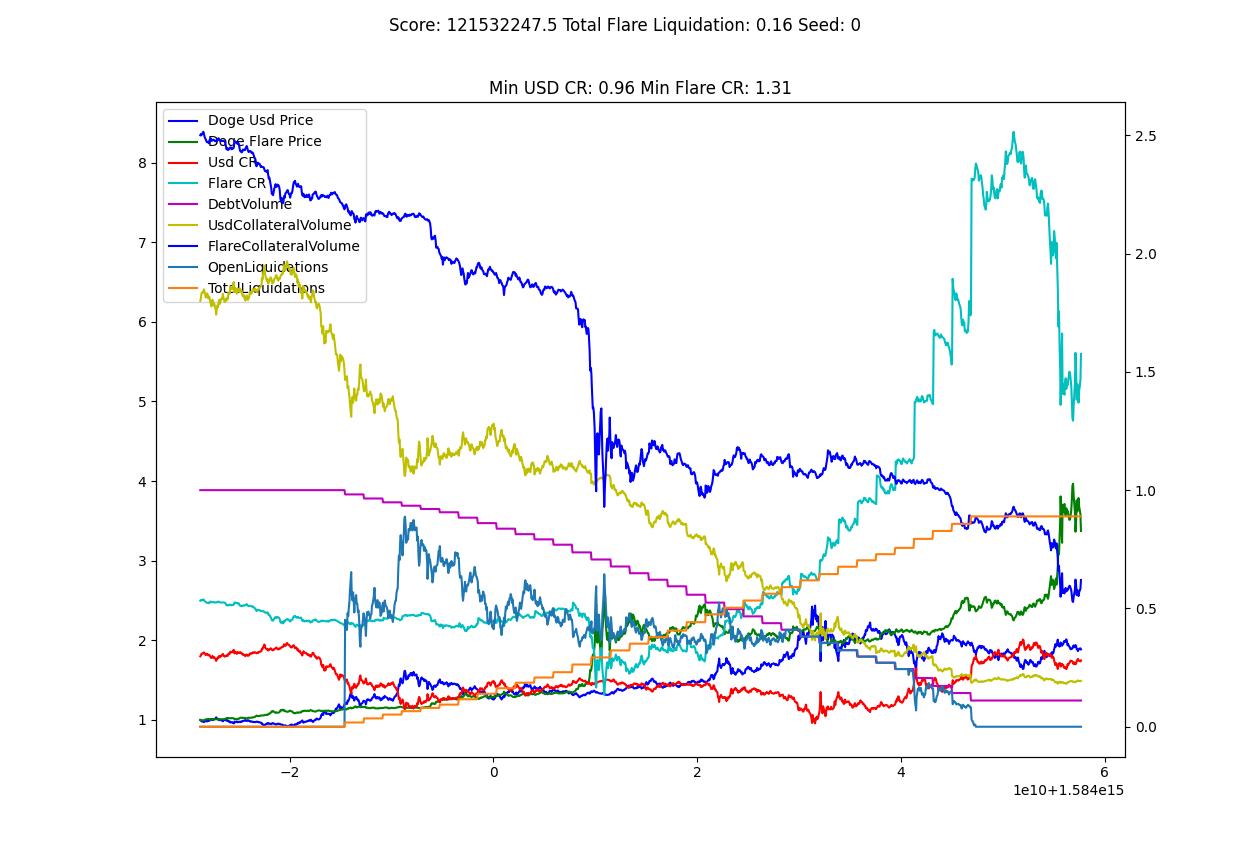 Score: 121532247.5 Total Flare Liquidation: 0.16 Seed: 0
Min USD CR: 0.96 Min Flare CR: 1.31
Doge Usd Price
Doge Flare Price
Usd CR
Flare CR
DebtVolume
UsdCollateralVolume
FlareCollateralVolume
OpenLiquidations
TotalLiquidations
8
7
6
5
4
3
2
1
2.5
2.0
1.5
1.0
0.5
0.0
−2
0
2
4
6
1e10+1.584e15